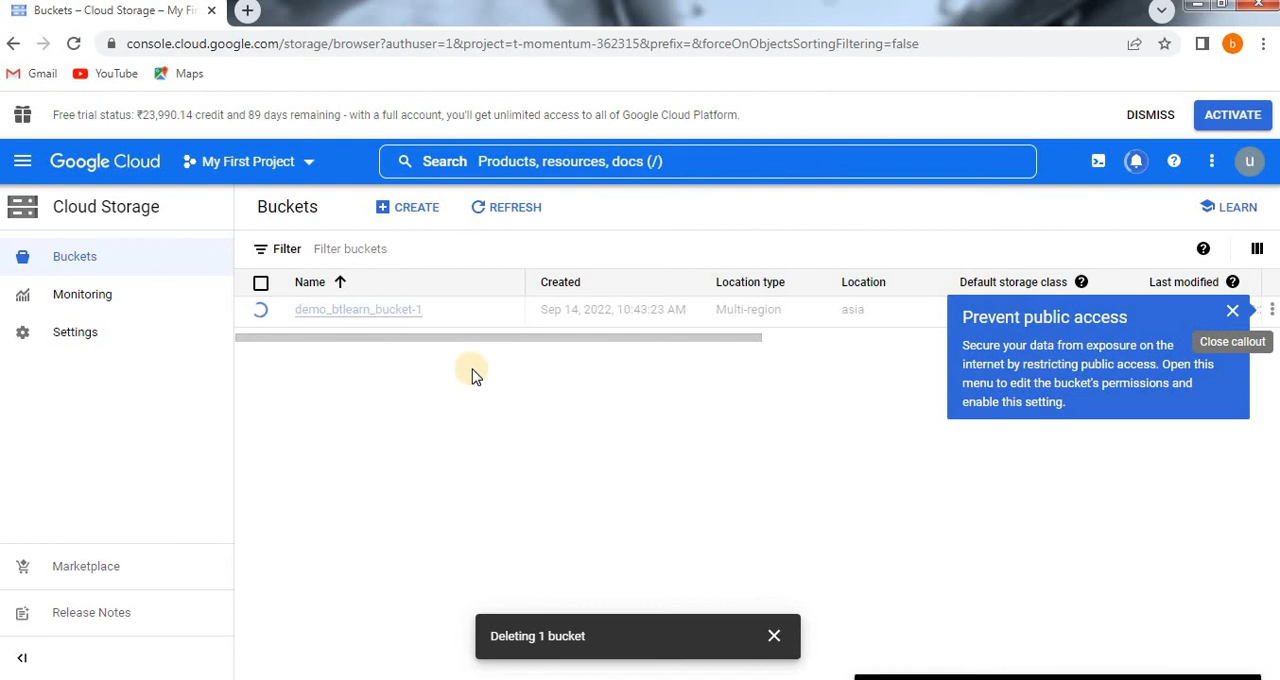 Buckets – Cloud Storage – My Fir
console.cloud.google.com/storage/browser?authuser=1&project=t-momentum-362315&prefix=&forceOnObjectsSortingFiltering=false
b
Gmail
YouTube
Maps
Free trial status: ₹23,990.14 credit and 89 days remaining - with a full account, you'll get unlimited access to all of Google Cloud Platform.
DISMISS
ACTIVATE
Google Cloud
My First Project
Search Products, resources, docs (/)
u
Cloud Storage
Buckets
CREATE
REFRESH
LEARN
Buckets
Monitoring
Settings
Filter Filter buckets
Name
Created
Location type
Location
Default storage class
Last modified
demo_btlearn_bucket-1
Sep 14, 2022, 10:43:23 AM
Multi-region
asia
Prevent public access
Close callout
Secure your data from exposure on the
internet by restricting public access. Open this
menu to edit the bucket's permissions and
enable this setting.
Marketplace
Release Notes
Deleting 1 bucket